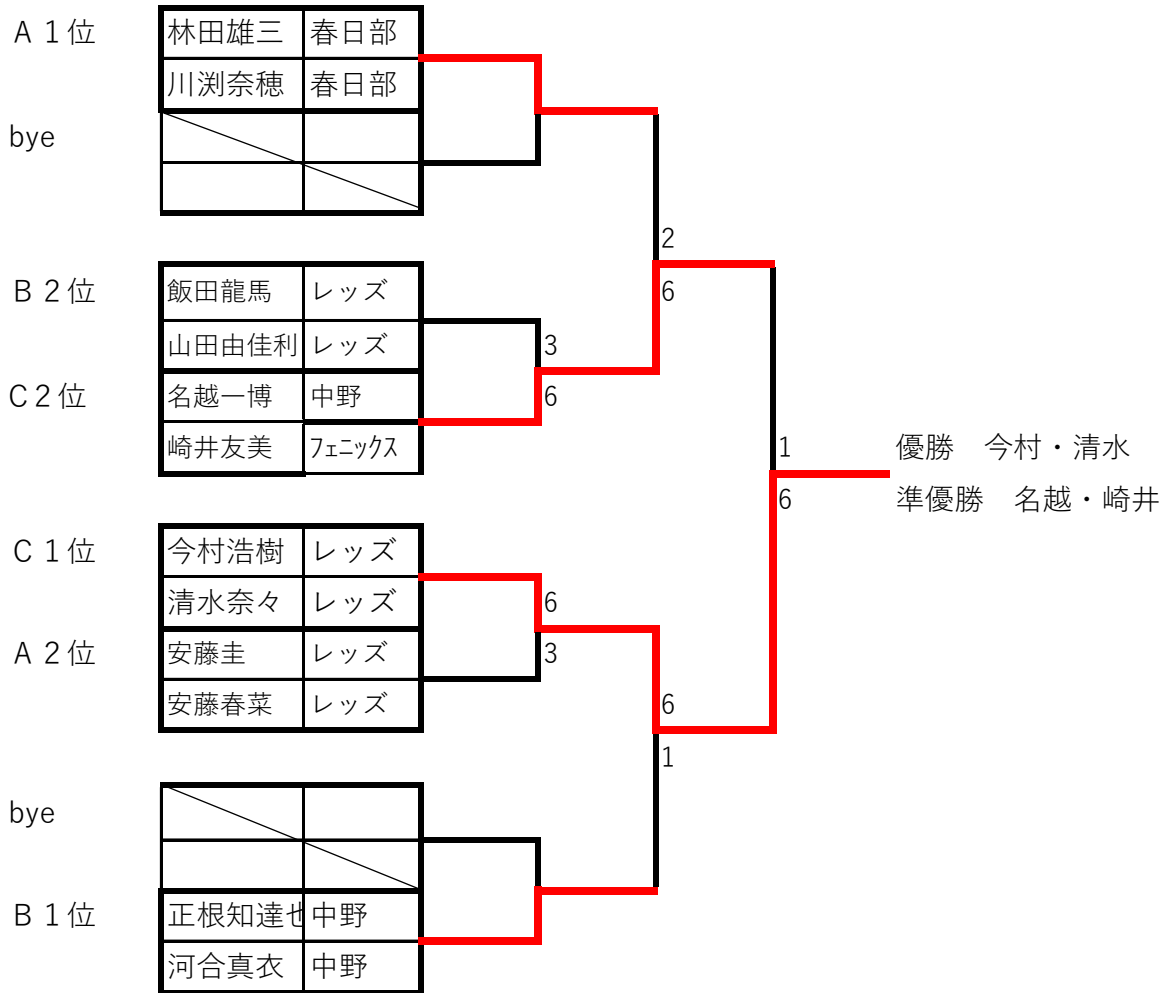 A 1位 林田雄三 春日部
川渕奈穂 春日部
bye
2
B 2位 飯田龍馬 レッズ
6
山田由佳利 レッズ 3
C2位 名越一博 中野 6
崎井友美 フェニックス
1 優勝 今村・清水
6 準優勝 名越・崎井
C 1位 今村浩樹 レッズ
清水奈々 レッズ 6
A 2位 安藤圭 レッズ 3
安藤春菜 レッズ 6
1
bye
B 1位 正根知達也 中野
河合真衣 中野